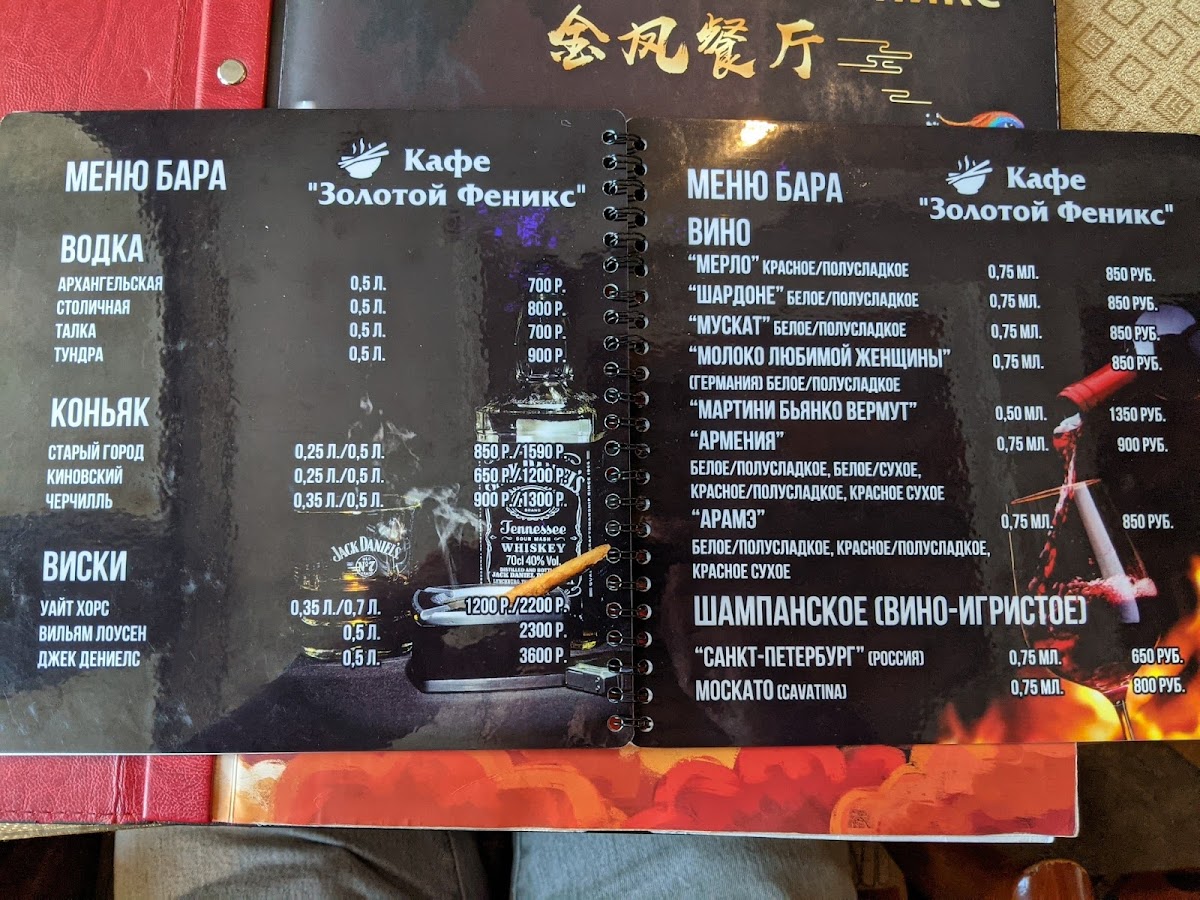 金凤餐厅
МЕНЮ БАРА
Кафе
"Золотой Феникс"
ВОДКА
АРХАНГЕЛЬСКАЯ 0,5 Л. 700 Р.
СТОЛИЧНАЯ 0,5 Л. 800 Р.
ТАЛКА 0,5 Л. 700 Р.
ТУНДРА 0,5 Л. 900 Р.
КОНЬЯК
СТАРЫЙ ГОРОД 0,25 Л./0,5 Л. 850 Р./1590 Р.
КИНОВСКИЙ 0,25 Л./0,5 Л. 650 Р./1200 Р.
ЧЕРЧИЛЛЬ 0,35 Л./0,5 Л. 900 Р./1300 Р.
ВИСКИ
УАЙТ ХОРС 0,35 Л./0,7 Л. 1200 Р./2200 Р.
ВИЛЬЯМ ЛОУСЕН 0,5 Л. 2300 Р.
ДЖЕК ДЕНИЕЛС 0,5 Л. 3600 Р.
JACK DANIEL'S
Nº7
Tennessee
SOUR MASH
WHISKEY
70cl 40% Vol.
МЕНЮ БАРА
Кафе
"Золотой Феникс"
ВИНО
“МЕРЛО” КРАСНОЕ/ПОЛУСЛАДКОЕ 0,75 МЛ. 850 РУБ.
“ШАРДОНЕ” БЕЛОЕ/ПОЛУСЛАДКОЕ 0,75 МЛ. 850 РУБ.
“МУСКАТ” БЕЛОЕ/ПОЛУСЛАДКОЕ 0,75 МЛ. 850 РУБ.
“МОЛОКО ЛЮБИМОЙ ЖЕНЩИНЫ” 0,75 МЛ. 850 РУБ.
(ГЕРМАНИЯ) БЕЛОЕ/ПОЛУСЛАДКОЕ
“МАРТИНИ БЬЯНКО ВЕРМУТ” 0,50 МЛ. 1350 РУБ.
“АРМЕНИЯ” 0,75 МЛ. 900 РУБ.
БЕЛОЕ/ПОЛУСЛАДКОЕ, БЕЛОЕ/СУХОЕ,
КРАСНОЕ/ПОЛУСЛАДКОЕ, КРАСНОЕ СУХОЕ
“АРАМЭ” 0,75 МЛ. 850 РУБ.
БЕЛОЕ/ПОЛУСЛАДКОЕ, КРАСНОЕ/ПОЛУСЛАДКОЕ,
КРАСНОЕ СУХОЕ
ШАМПАНСКОЕ (ВИНО-ИГРИСТОЕ)
“САНКТ-ПЕТЕРБУРГ” (РОССИЯ) 0,75 МЛ. 650 РУБ.
МОСКАТО (CAVATINA) 0,75 МЛ. 800 РУБ.